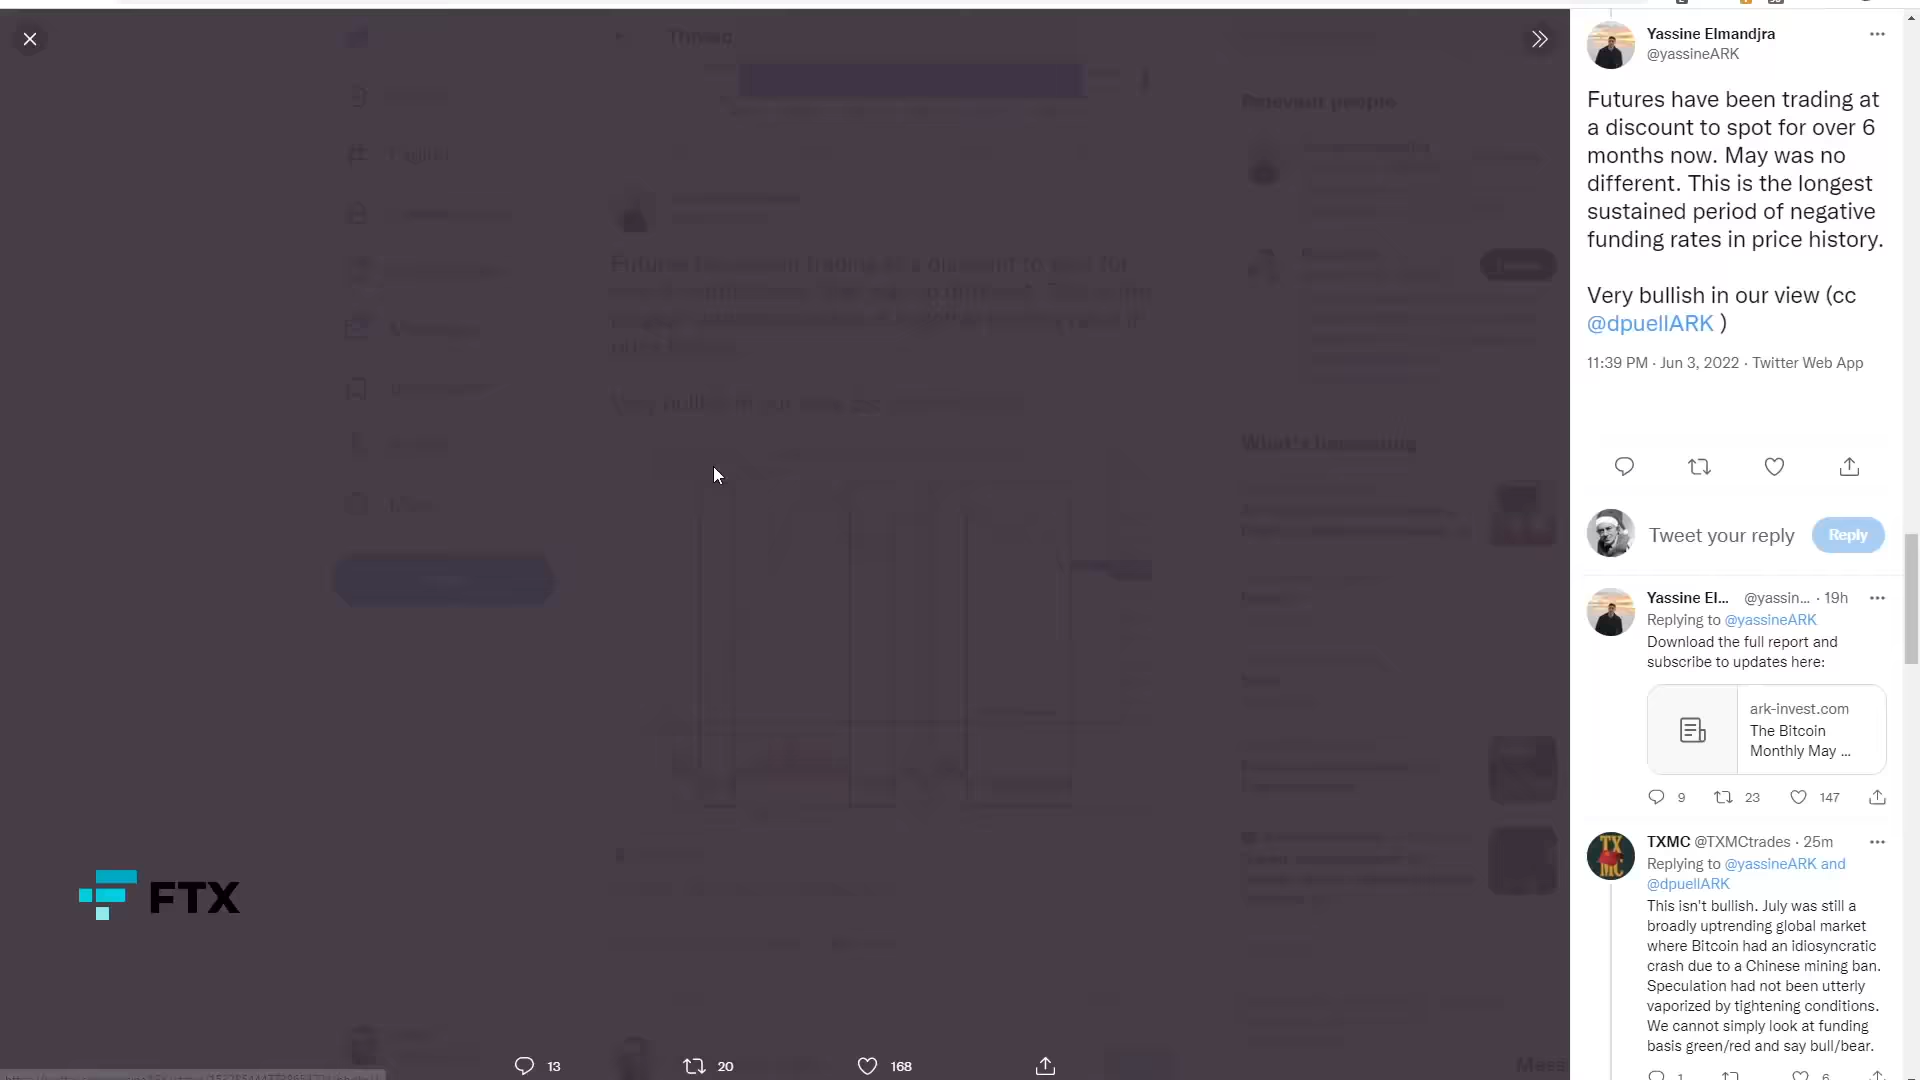 Thread
Relevant people
What's happening
FTX
13
20
168
Yassine Elmandjra
@yassineARK
Futures have been trading at
a discount to spot for over 6
months now. May was no
different. This is the longest
sustained period of negative
funding rates in price history.
Very bullish in our view (cc
@dpuellARK )
11:39 PM · Jun 3, 2022 · Twitter Web App
Tweet your reply
Reply
Yassine El... @yassin... · 19h
Replying to @yassineARK
Download the full report and
subscribe to updates here:
ark-invest.com
The Bitcoin
Monthly May ...
9 23 147
TXMC @TXMCtrades · 25m
Replying to @yassineARK and
@dpuellARK
This isn't bullish. July was still a
broadly uptrending global market
where Bitcoin had an idiosyncratic
crash due to a Chinese mining ban.
Speculation had not been utterly
vaporized by tightening conditions.
We cannot simply look at funding
basis green/red and say bull/bear.